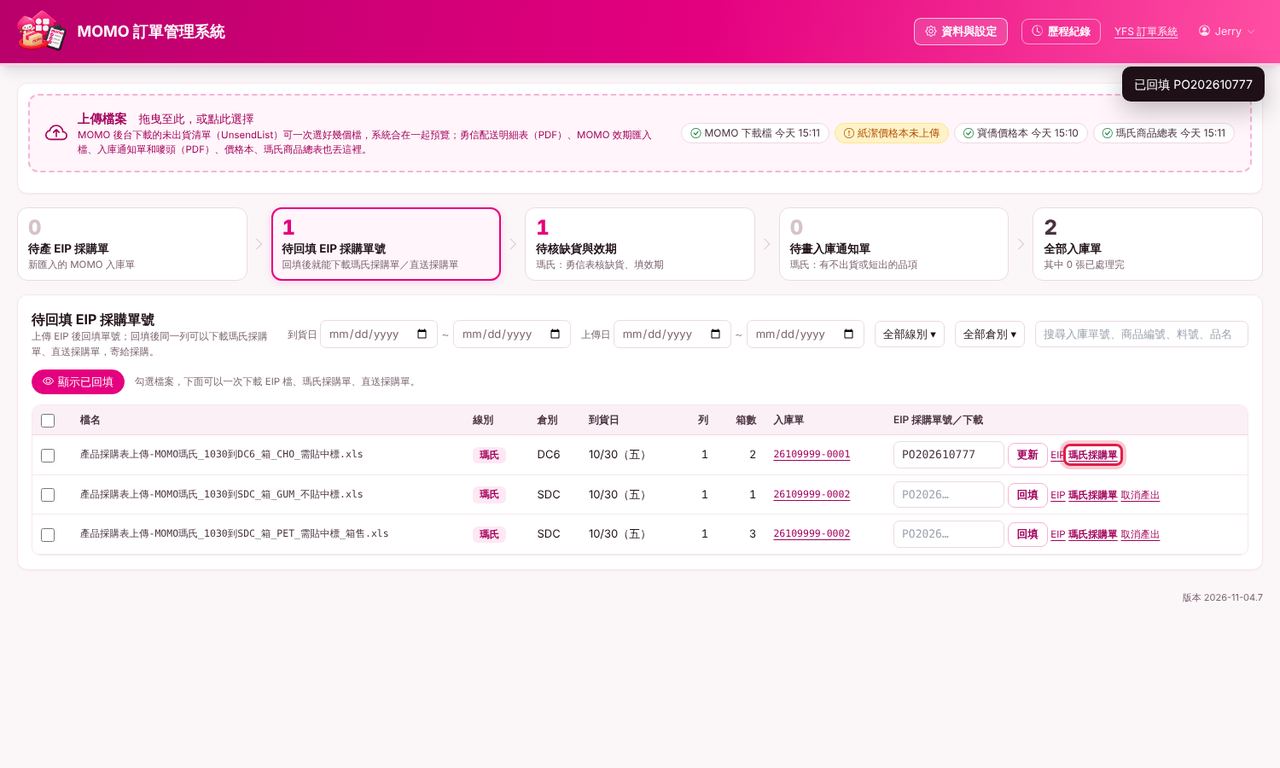 MOMO 訂單管理系統
資料與設定
歷程紀錄
YFS 訂單系統
Jerry
已回填 PO202610777
上傳檔案 拖曳至此，或點此選擇
MOMO 後台下載的未出貨清單（UnsendList）可一次選好幾個檔，系統合在一起預覽；勇信配送明細表（PDF）、MOMO 效期匯入
檔、入庫通知單和嘜頭（PDF）、價格本、瑪氏商品總表也丟這裡。
MOMO 下載檔 今天 15:11
紙潔價格本未上傳
寶僑價格本 今天 15:10
瑪氏商品總表 今天 15:11
0
待產 EIP 採購單
新匯入的 MOMO 入庫單
1
待回填 EIP 採購單號
回填後就能下載瑪氏採購單／直送採購單
1
待核缺貨與效期
瑪氏：勇信表核缺貨、填效期
0
待畫入庫通知單
瑪氏：有不出貨或短出的品項
2
全部入庫單
其中 0 張已處理完
待回填 EIP 採購單號
上傳 EIP 後回填單號；回填後同一列可以下載瑪氏採購
單、直送採購單，寄給採購。
到貨日 mm/dd/yyyy ~ mm/dd/yyyy 上傳日 mm/dd/yyyy ~ mm/dd/yyyy 全部線別 ▾ 全部倉別 ▾ 搜尋入庫單號、商品編號、料號、品名
顯示已回填 勾選檔案，下面可以一次下載 EIP 檔、瑪氏採購單、直送採購單。
檔名 線別 倉別 到貨日 列 箱數 入庫單 EIP 採購單號／下載
產品採購表上傳-MOMO瑪氏_1030到DC6_箱_CHO_需貼中標.xls 瑪氏 DC6 10/30（五） 1 2 26109999-0001 PO202610777 更新 EIP 瑪氏採購單
產品採購表上傳-MOMO瑪氏_1030到SDC_箱_GUM_不貼中標.xls 瑪氏 SDC 10/30（五） 1 1 26109999-0002 PO2026… 回填 EIP 瑪氏採購單 取消產出
產品採購表上傳-MOMO瑪氏_1030到SDC_箱_PET_需貼中標_箱售.xls 瑪氏 SDC 10/30（五） 1 3 26109999-0002 PO2026… 回填 EIP 瑪氏採購單 取消產出
版本 2026-11-04.7